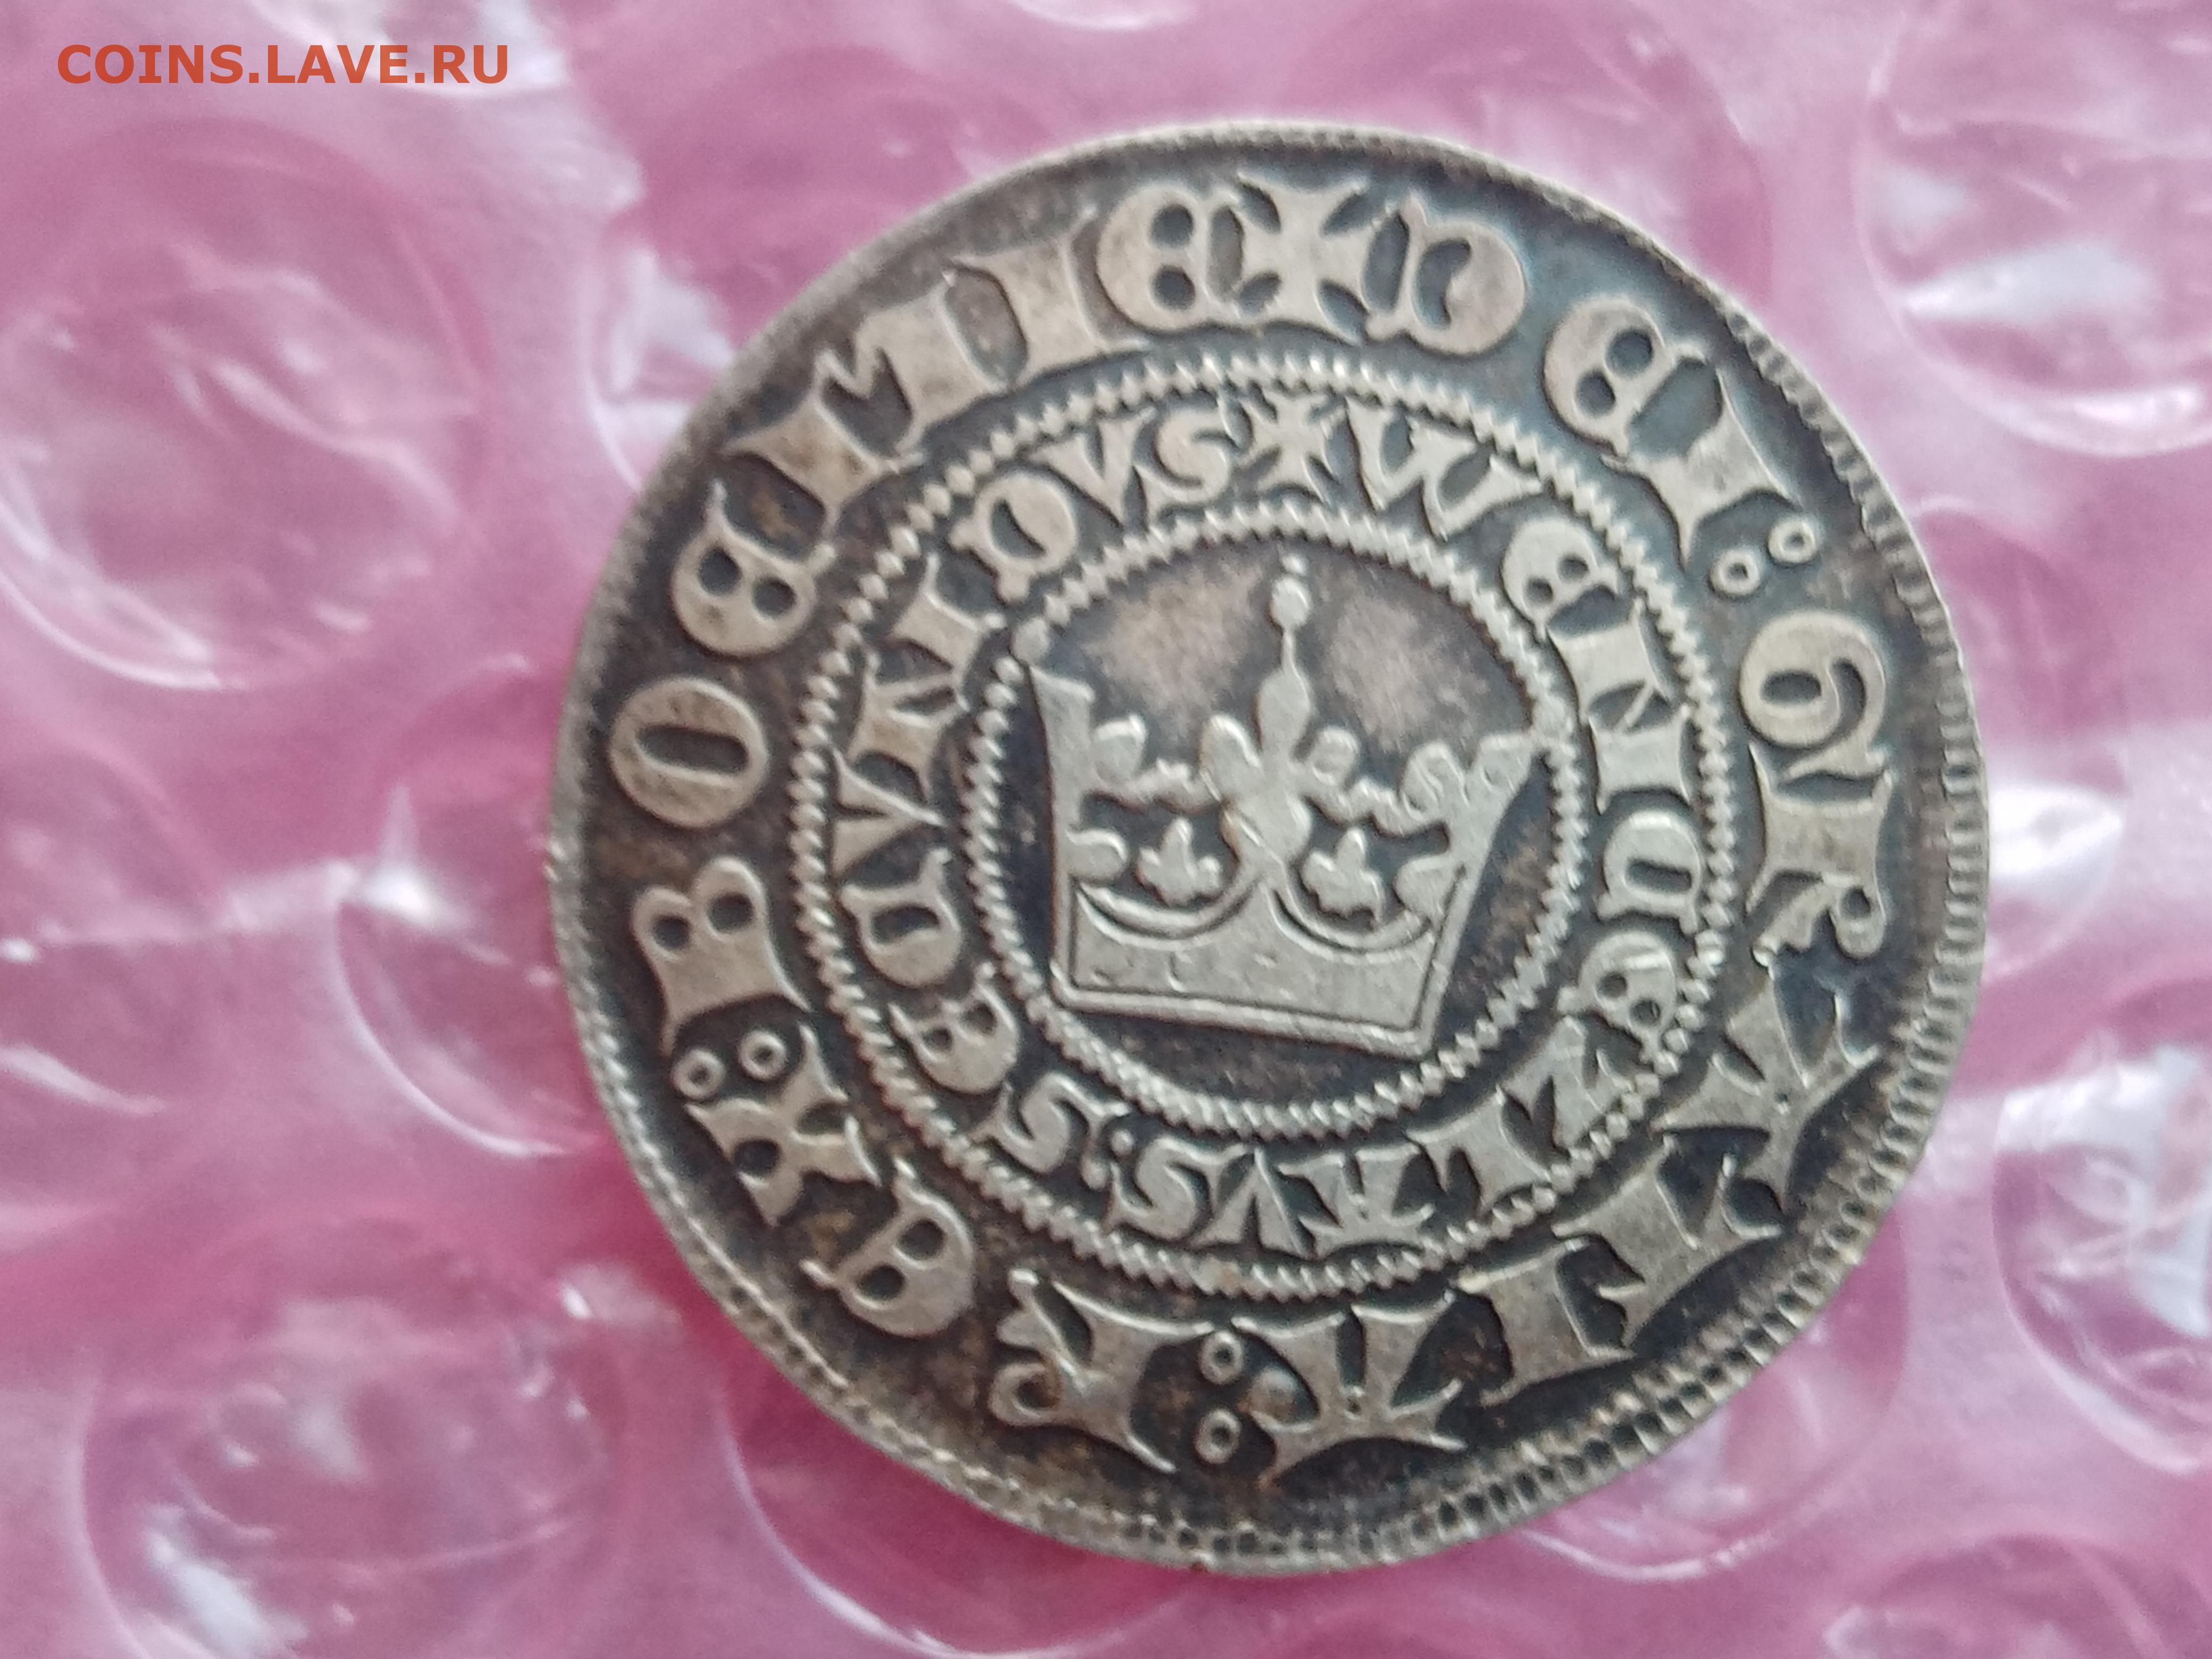 COINS.LAVE.RU
✠DEI:GRATIA:REX:BOEMIE
✠WENCEZLAVS:SECVNDVS